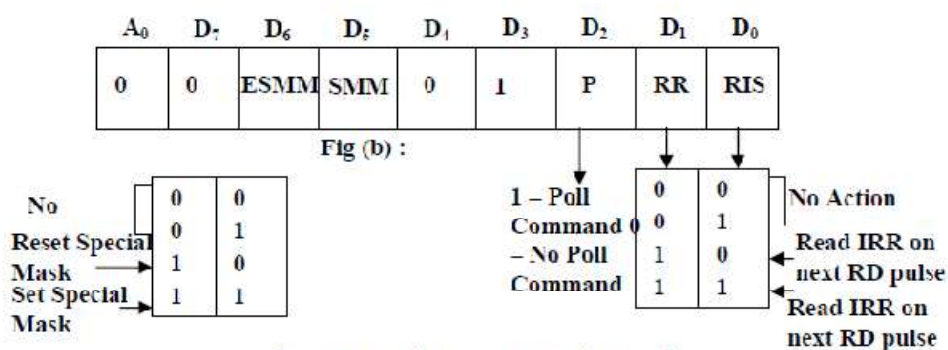 A₀ D₇ D₆ D₅ D₄ D₃ D₂ D₁ D₀
0 0 ESMM SMM 0 1 P RR RIS
Fig (b) :
No
Reset Special
Mask
Set Special
Mask
0 0
0 1
1 0
1 1
1 – Poll
Command 0
– No Poll
Command
0 0
0 1
1 0
1 1
No Action
Read IRR on
next RD pulse
Read IRR on
next RD pulse